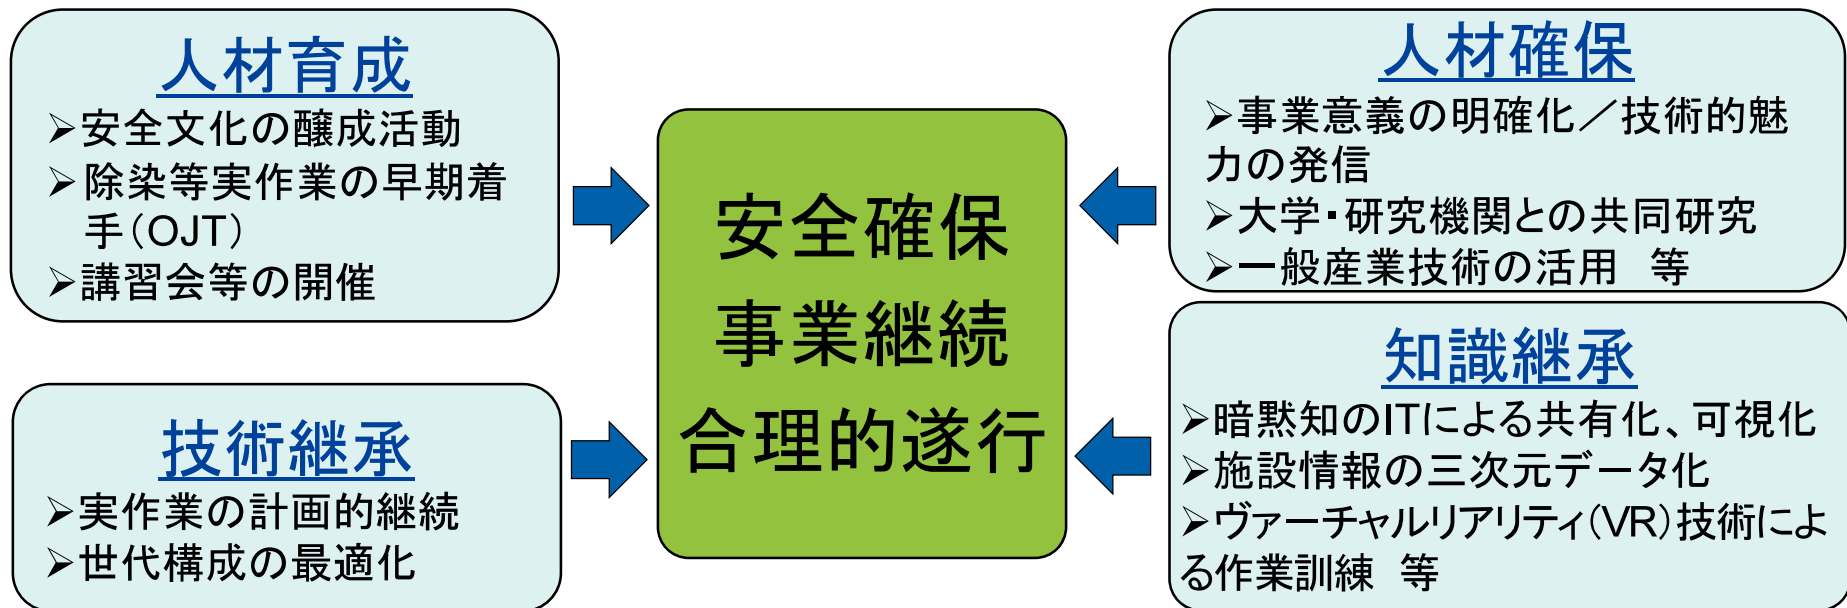 人材育成
➢安全文化の醸成活動
➢除染等実作業の早期着
手（OJT）
➢講習会等の開催
技術継承
➢実作業の計画的継続
➢世代構成の最適化
安全確保
事業継続
合理的遂行
人材確保
➢事業意義の明確化／技術的魅
力の発信
➢大学・研究機関との共同研究
➢一般産業技術の活用　等
知識継承
➢暗黙知のITによる共有化、可視化
➢施設情報の三次元データ化
➢ヴァーチャルリアリティ(VR)技術によ
る作業訓練　等